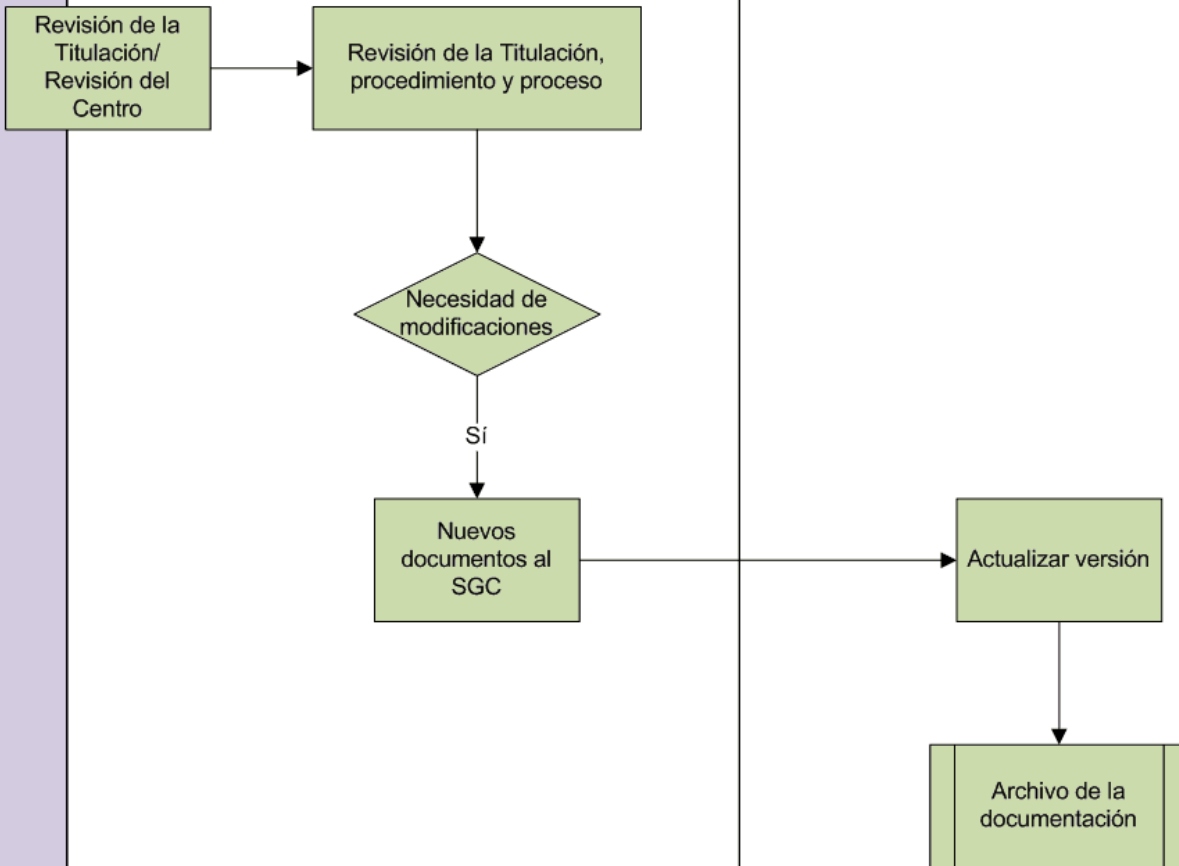 Revisión de la
Titulación/
Revisión del
Centro
Revisión de la Titulación,
procedimiento y proceso
Necesidad de
modificaciones
Sí
Nuevos
documentos al
SGC
Actualizar versión
Archivo de la
documentación